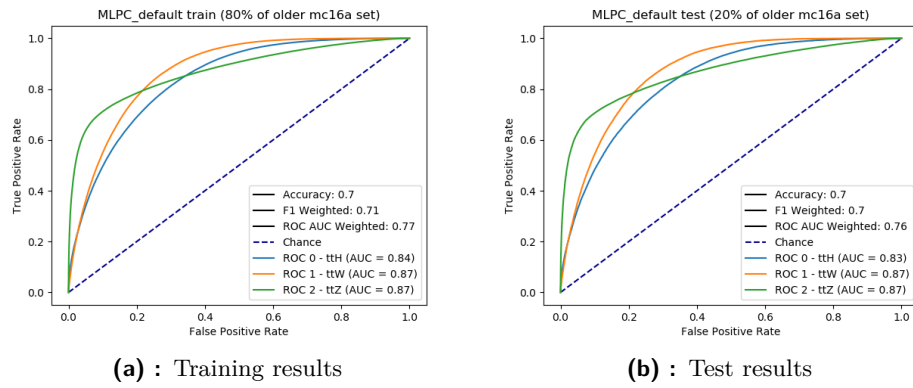 MLPC_default train (80% of older mc16a set)
True Positive Rate
1.0
0.8
0.6
0.4
0.2
0.0
Accuracy: 0.7
F1 Weighted: 0.71
ROC AUC Weighted: 0.77
Chance
ROC 0 - ttH (AUC = 0.84)
ROC 1 - ttW (AUC = 0.87)
ROC 2 - ttZ (AUC = 0.87)
0.0 0.2 0.4 0.6 0.8 1.0
False Positive Rate
(a) : Training results
MLPC_default test (20% of older mc16a set)
True Positive Rate
1.0
0.8
0.6
0.4
0.2
0.0
Accuracy: 0.7
F1 Weighted: 0.7
ROC AUC Weighted: 0.76
Chance
ROC 0 - ttH (AUC = 0.83)
ROC 1 - ttW (AUC = 0.87)
ROC 2 - ttZ (AUC = 0.87)
0.0 0.2 0.4 0.6 0.8 1.0
False Positive Rate
(b) : Test results